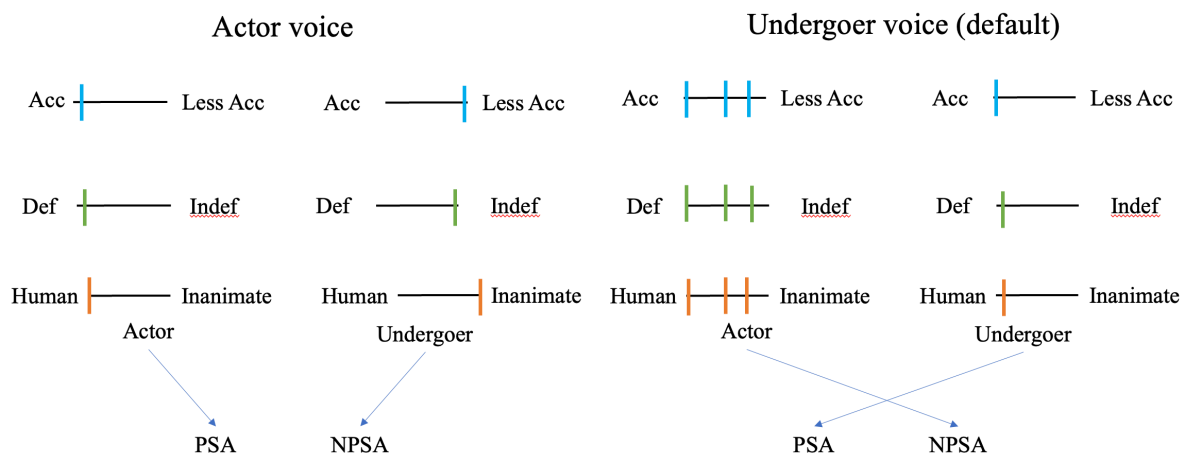 Actor voice
Undergoer voice (default)
Acc Less Acc Acc Less Acc Acc Less Acc Acc Less Acc
Def Indef Def Indef Def Indef Def Indef
Human Inanimate Human Inanimate Human Inanimate Human Inanimate
Actor Undergoer Actor Undergoer
PSA NPSA PSA NPSA